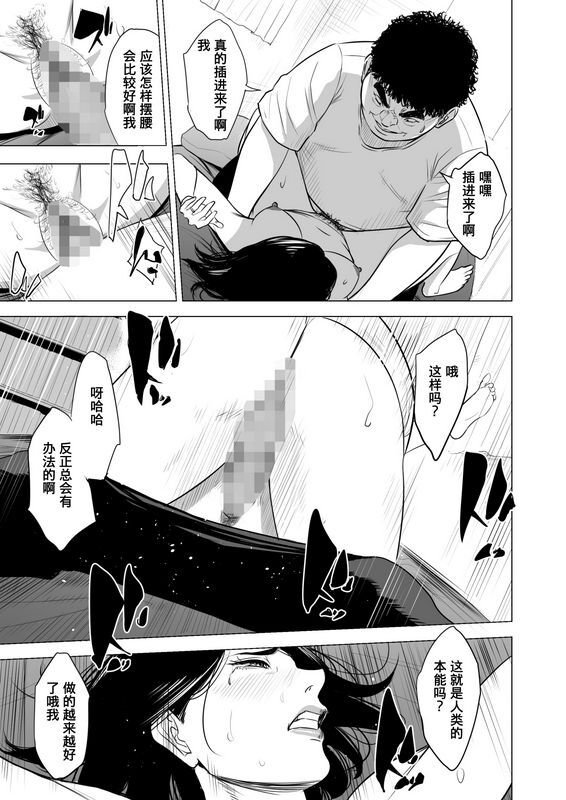 真的插进来了啊
我
嘿嘿
插进来了啊
应该怎样摆腰
会比较好啊我
哦
这样吗?
呀哈哈
反正总会有
办法的啊
这就是人类的
本能吗?
做的越来越好
了哦我